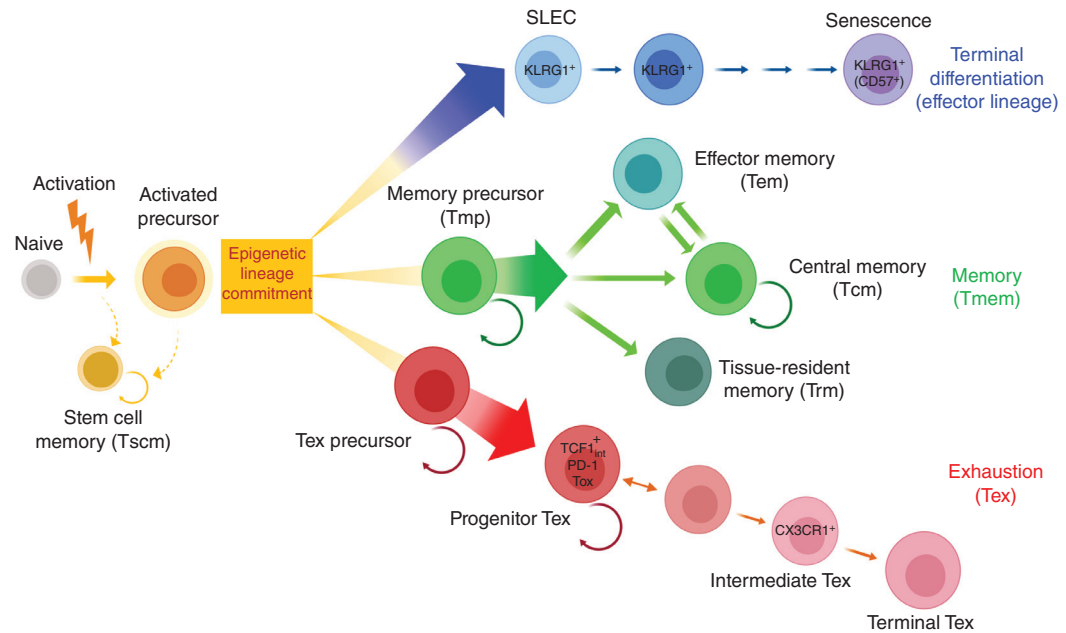 SLEC
KLRG1+
KLRG1+
Senescence
KLRG1+
(CD57+)
Terminal
differentiation
(effector lineage)
Activation
Naive
Activated
precursor
Stem cell
memory (Tscm)
Epigenetic
lineage
commitment
Memory precursor
(Tmp)
Effector memory
(Tem)
Central memory
(Tcm)
Tissue-resident
memory (Trm)
Memory
(Tmem)
Tex precursor
TCF1+
int
PD-1
Tox
Progenitor Tex
CX3CR1+
Intermediate Tex
Terminal Tex
Exhaustion
(Tex)